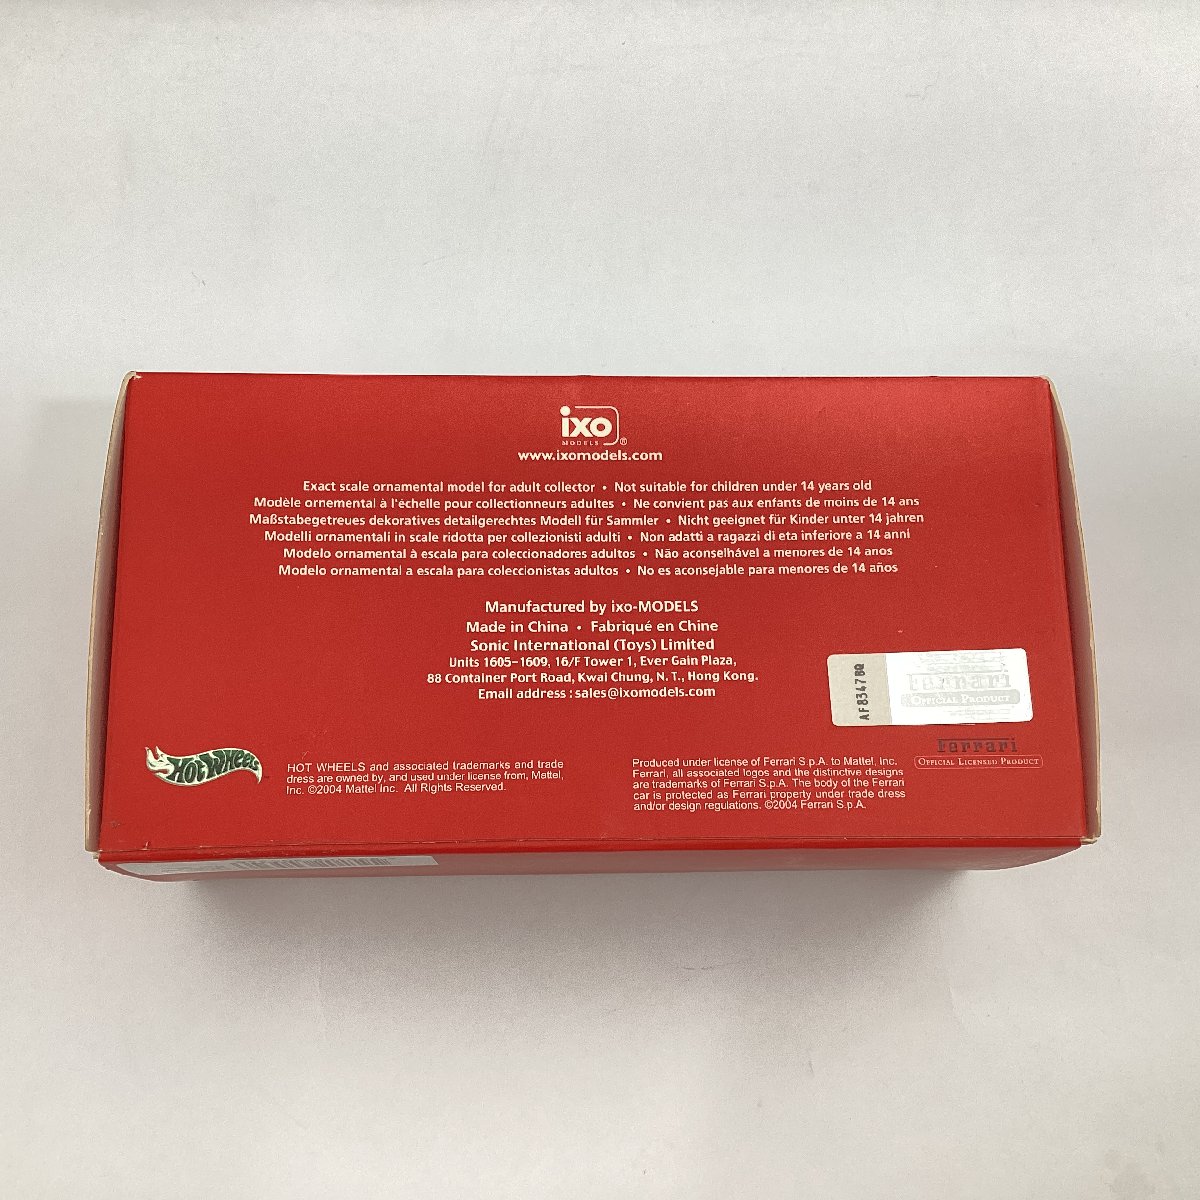 ixo
MODELS ®
www.ixomodels.com
Exact scale ornamental model for adult collector • Not suitable for children under 14 years old
Modèle ornemental à l'échelle pour collectionneurs adultes • Ne convient pas aux enfants de moins de 14 ans
Maßstabegetreues dekoratives detailgerechtes Modell für Sammler • Nicht geeignet für Kinder unter 14 jahren
Modelli ornamentali in scale ridotta per collezionisti adulti • Non adatti a ragazzi di eta inferiore a 14 anni
Modelo ornamental à escala para coleccionadores adultos • Não aconselhável a menores de 14 anos
Modelo ornamental a escala para coleccionistas adultos • No es aconsejable para menores de 14 años
Manufactured by ixo-MODELS
Made in China • Fabriqué en Chine
Sonic International (Toys) Limited
Units 1605-1609, 16/F Tower 1, Ever Gain Plaza,
88 Container Port Road, Kwai Chung, N. T., Hong Kong.
Email address : sales@ixomodels.com
AF83478Q
Ferrari
OFFICIAL PRODUCT
HOT WHEELS
HOT WHEELS and associated trademarks and trade
dress are owned by, and used under license from, Mattel,
Inc. ©2004 Mattel Inc. All Rights Reserved.
Produced under license of Ferrari S.p.A. to Mattel, Inc.
Ferrari, all associated logos and the distinctive designs
are trademarks of Ferrari S.P.A. The body of the Ferrari
car is protected as Ferrari property under trade dress
and/or design regulations. ©2004 Ferrari S.p.A.
Ferrari
OFFICIAL LICENSED PRODUCT